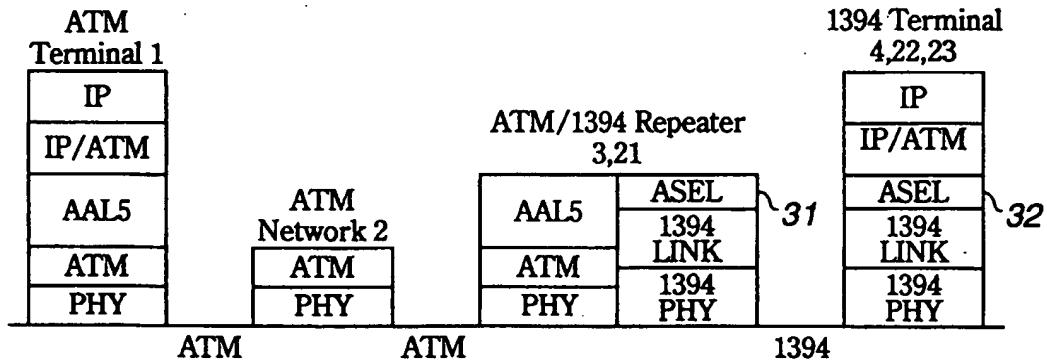 ATM
Terminal 1
IP
IP/ATM
AAL5
ATM
PHY
ATM
Network 2
ATM
PHY
ATM/1394 Repeater
3,21
AAL5
ATM
PHY
ASEL
1394
LINK
1394
PHY
31
1394 Terminal
4,22,23
IP
IP/ATM
ASEL
1394
LINK
1394
PHY
32
ATM
ATM
1394